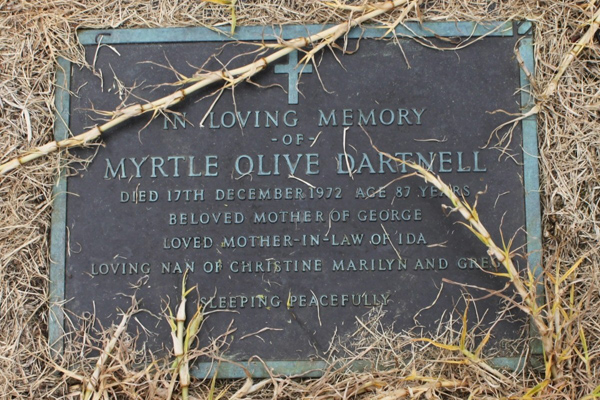 IN LOVING MEMORY
-OF-
MYRTLE OLIVE DARTNELL
DIED 17TH DECEMBER 1972 AGE 87 YEARS
BELOVED MOTHER OF GEORGE
LOVED MOTHER-IN-LAW OF IDA
LOVING NAN OF CHRISTINE MARILYN AND
SLEEPING PEACEFULLY